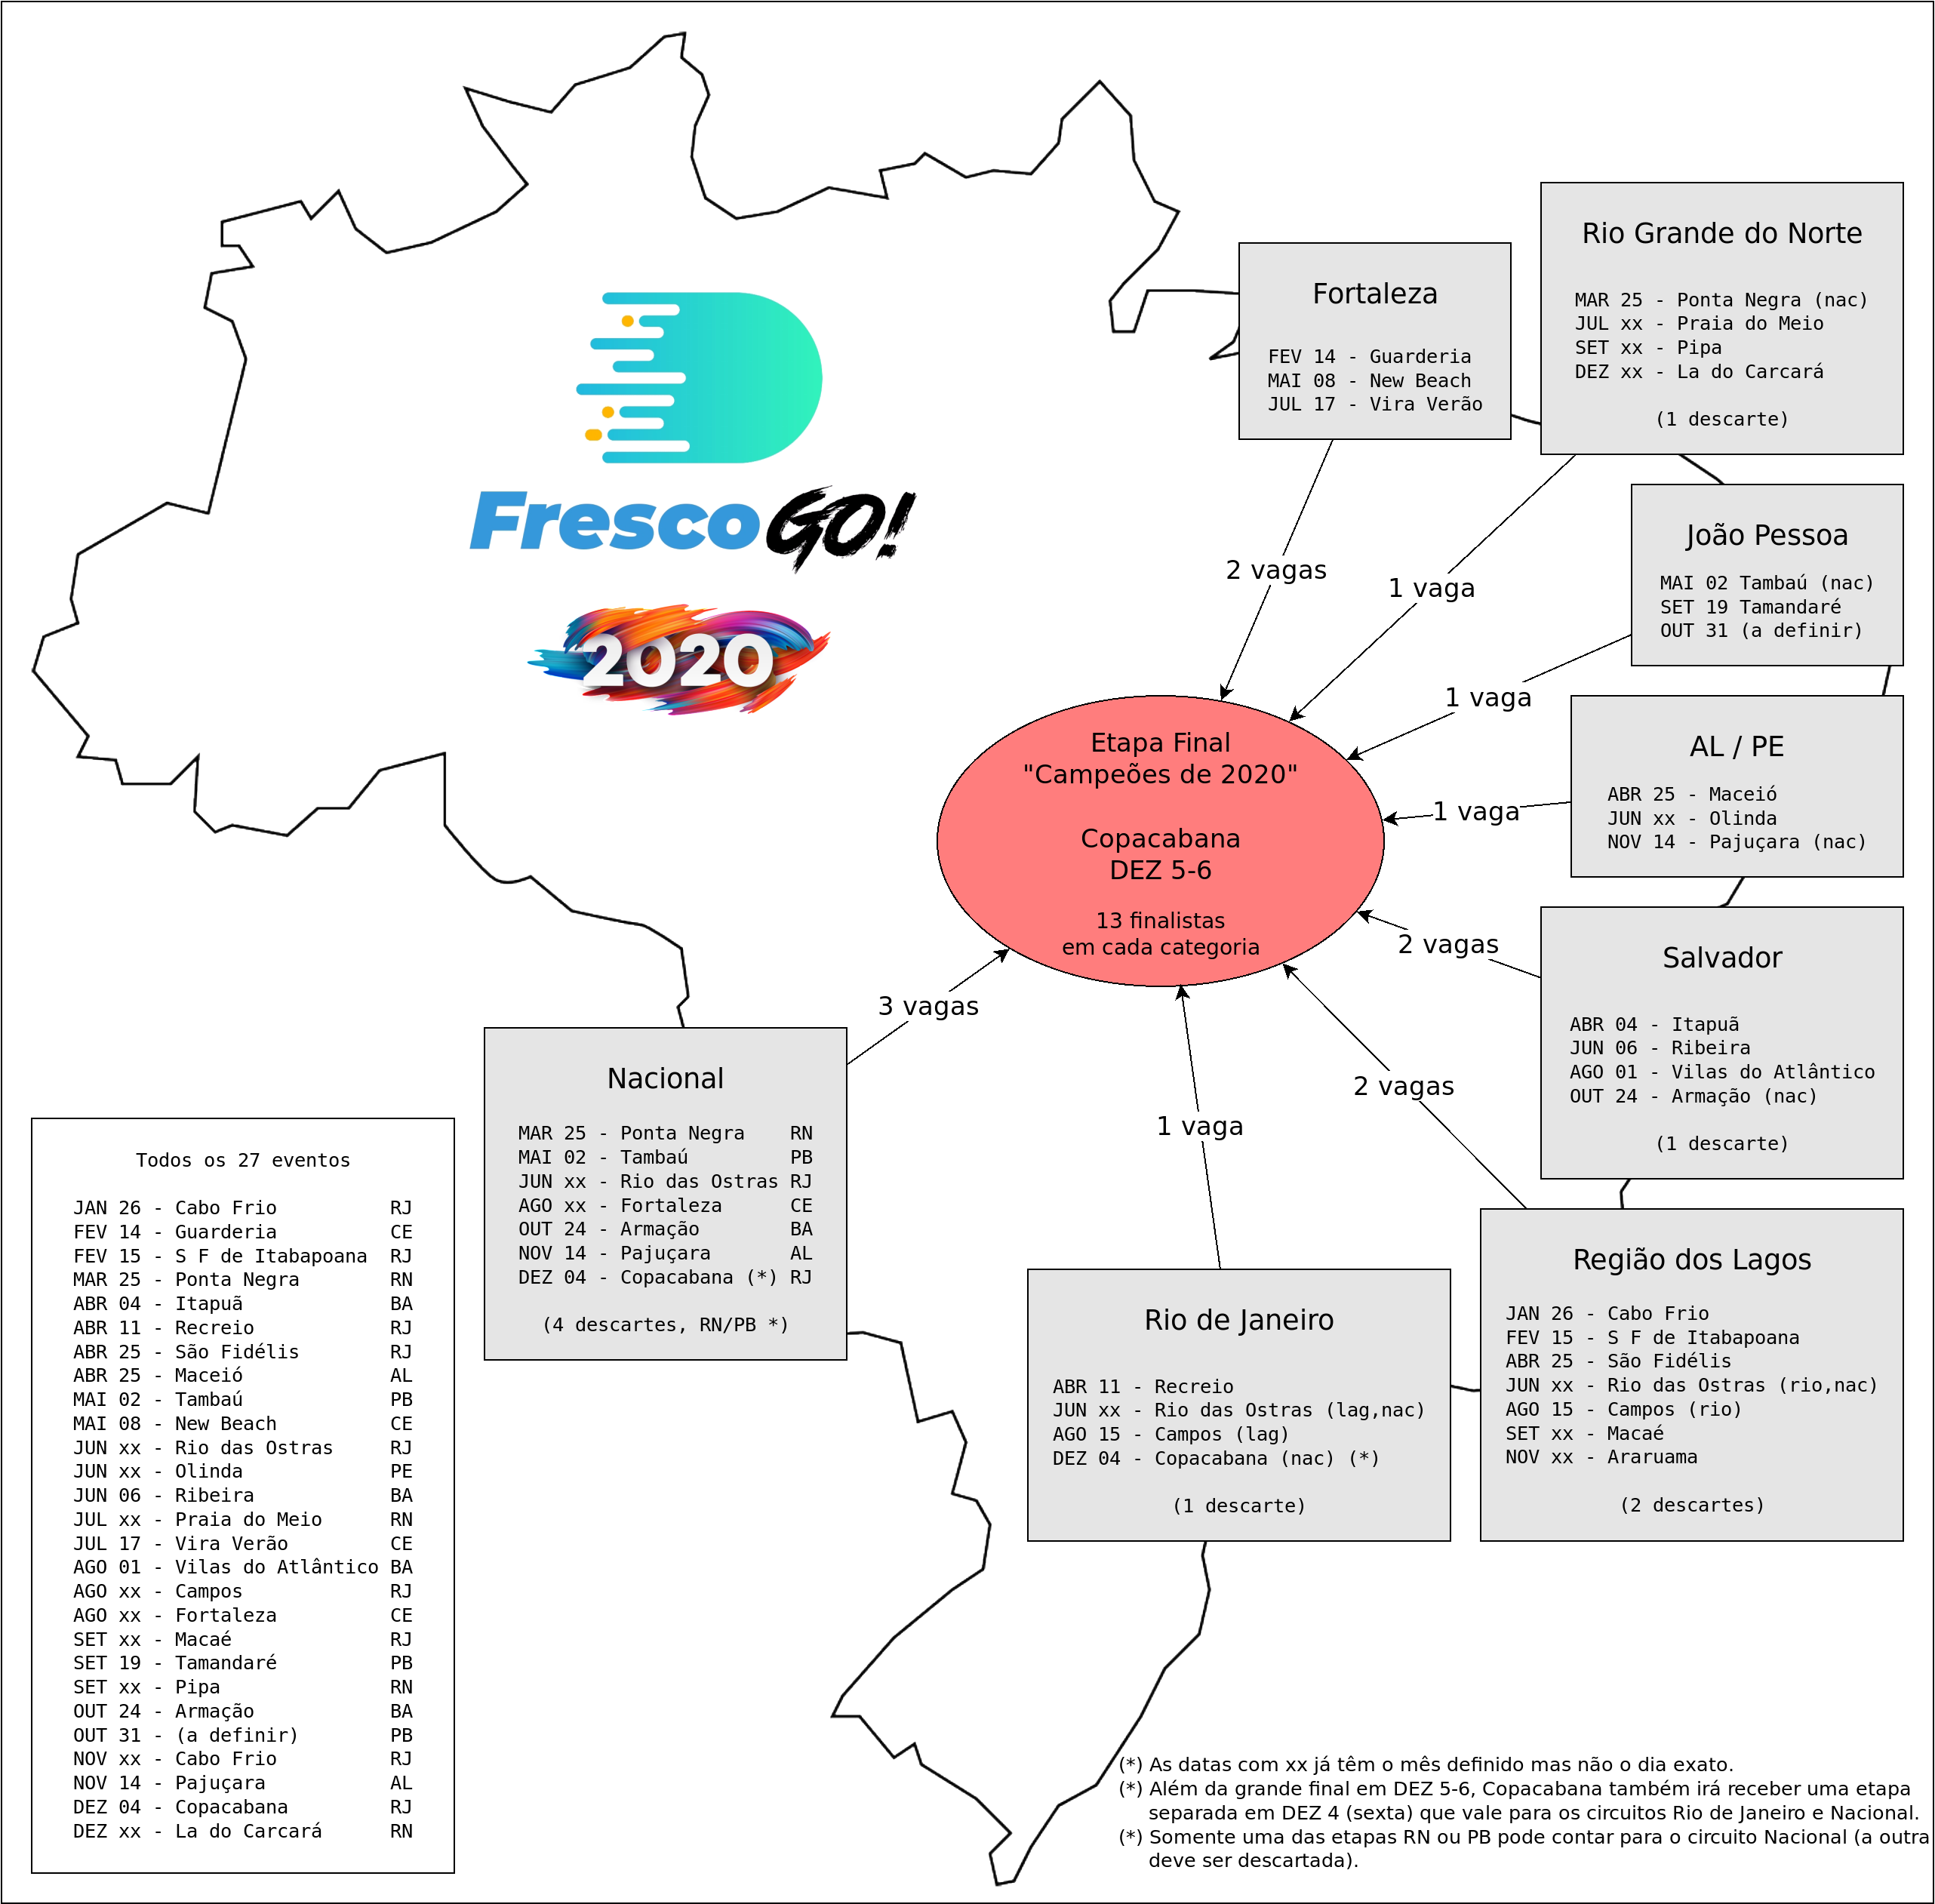 Fresco GO!
2020
Fortaleza
FEV 14 - Guarderia
MAI 08 - New Beach
JUL 17 - Vira Verão
Rio Grande do Norte
MAR 25 - Ponta Negra (nac)
JUL xx - Praia do Meio
SET xx - Pipa
DEZ xx - La do Carcará
(1 descarte)
João Pessoa
MAI 02 Tambaú (nac)
SET 19 Tamandaré
OUT 31 (a definir)
AL / PE
ABR 25 - Maceió
JUN xx - Olinda
NOV 14 - Pajuçara (nac)
Salvador
ABR 04 - Itapuã
JUN 06 - Ribeira
AGO 01 - Vilas do Atlântico
OUT 24 - Armação (nac)
(1 descarte)
Região dos Lagos
JAN 26 - Cabo Frio
FEV 15 - S F de Itabapoana
ABR 25 - São Fidélis
JUN xx - Rio das Ostras (rio,nac)
AGO 15 - Campos (rio)
SET xx - Macaé
NOV xx - Araruama
(2 descartes)
Rio de Janeiro
ABR 11 - Recreio
JUN xx - Rio das Ostras (lag,nac)
AGO 15 - Campos (lag)
DEZ 04 - Copacabana (nac) (*)
(1 descarte)
Nacional
MAR 25 - Ponta Negra RN
MAI 02 - Tambaú PB
JUN xx - Rio das Ostras RJ
AGO xx - Fortaleza CE
OUT 24 - Armação BA
NOV 14 - Pajuçara AL
DEZ 04 - Copacabana (*) RJ
(4 descartes, RN/PB *)
2 vagas
1 vaga
1 vaga
1 vaga
2 vagas
2 vagas
1 vaga
3 vagas
Etapa Final
"Campeões de 2020"
Copacabana
DEZ 5-6
13 finalistas
em cada categoria
Todos os 27 eventos
JAN 26 - Cabo Frio RJ
FEV 14 - Guarderia CE
FEV 15 - S F de Itabapoana RJ
MAR 25 - Ponta Negra RN
ABR 04 - Itapuã BA
ABR 11 - Recreio RJ
ABR 25 - São Fidélis RJ
ABR 25 - Maceió AL
MAI 02 - Tambaú PB
MAI 08 - New Beach CE
JUN xx - Rio das Ostras RJ
JUN xx - Olinda PE
JUN 06 - Ribeira BA
JUL xx - Praia do Meio RN
JUL 17 - Vira Verão CE
AGO 01 - Vilas do Atlântico BA
AGO xx - Campos RJ
AGO xx - Fortaleza CE
SET xx - Macaé RJ
SET 19 - Tamandaré PB
SET xx - Pipa RN
OUT 24 - Armação BA
OUT 31 - (a definir) PB
NOV xx - Cabo Frio RJ
NOV 14 - Pajuçara AL
DEZ 04 - Copacabana RJ
DEZ xx - La do Carcará RN
(*) As datas com xx já têm o mês definido mas não o dia exato.
(*) Além da grande final em DEZ 5-6, Copacabana também irá receber uma etapa
separada em DEZ 4 (sexta) que vale para os circuitos Rio de Janeiro e Nacional.
(*) Somente uma das etapas RN ou PB pode contar para o circuito Nacional (a outra
deve ser descartada).